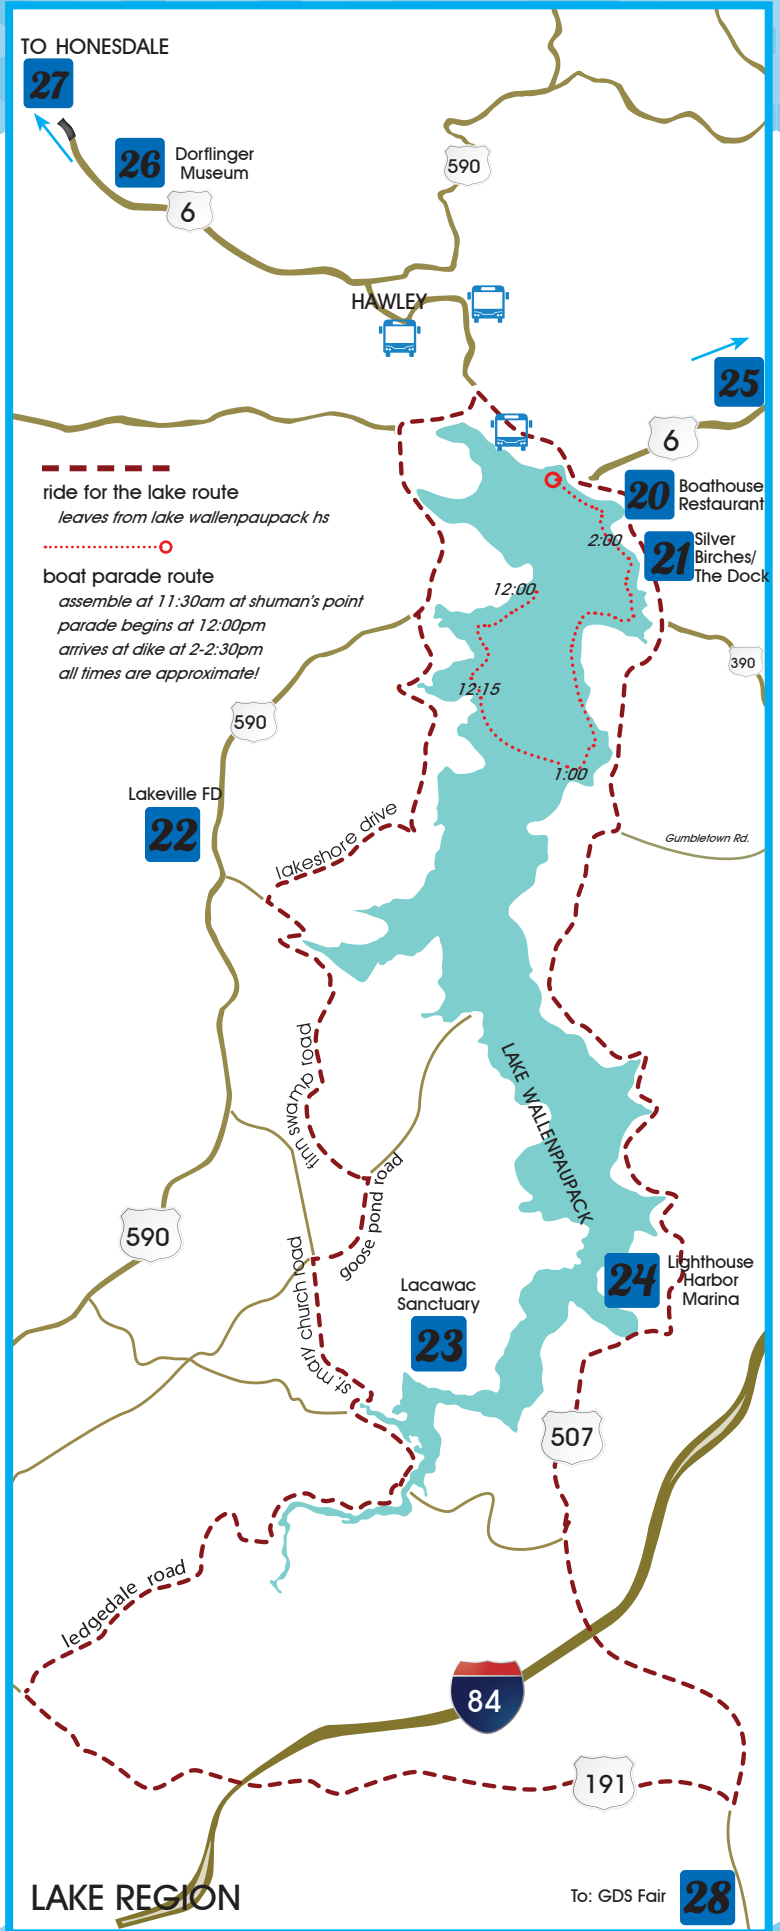 TO HONESDALE
27
26
Dorflinger
Museum
6
590
HAWLEY
25
6
ride for the lake route
leaves from lake wallenpaupack hs
20
Boathouse
Restaurant
2:00
21
Silver
Birches/
The Dock
boat parade route
assemble at 11:30am at shuman's point
parade begins at 12:00pm
arrives at dike at 2-2:30pm
all times are approximate!
12:00
390
12:15
590
1:00
Lakeville FD
22
lakeshore drive
Gumbletown Rd.
finn swamp road
LAKE WALLENPAUPACK
goose pond road
590
st. mary church road
24
Lighthouse
Harbor
Marina
Lacawac
Sanctuary
23
507
ledgedale road
84
191
LAKE REGION
To: GDS Fair
28